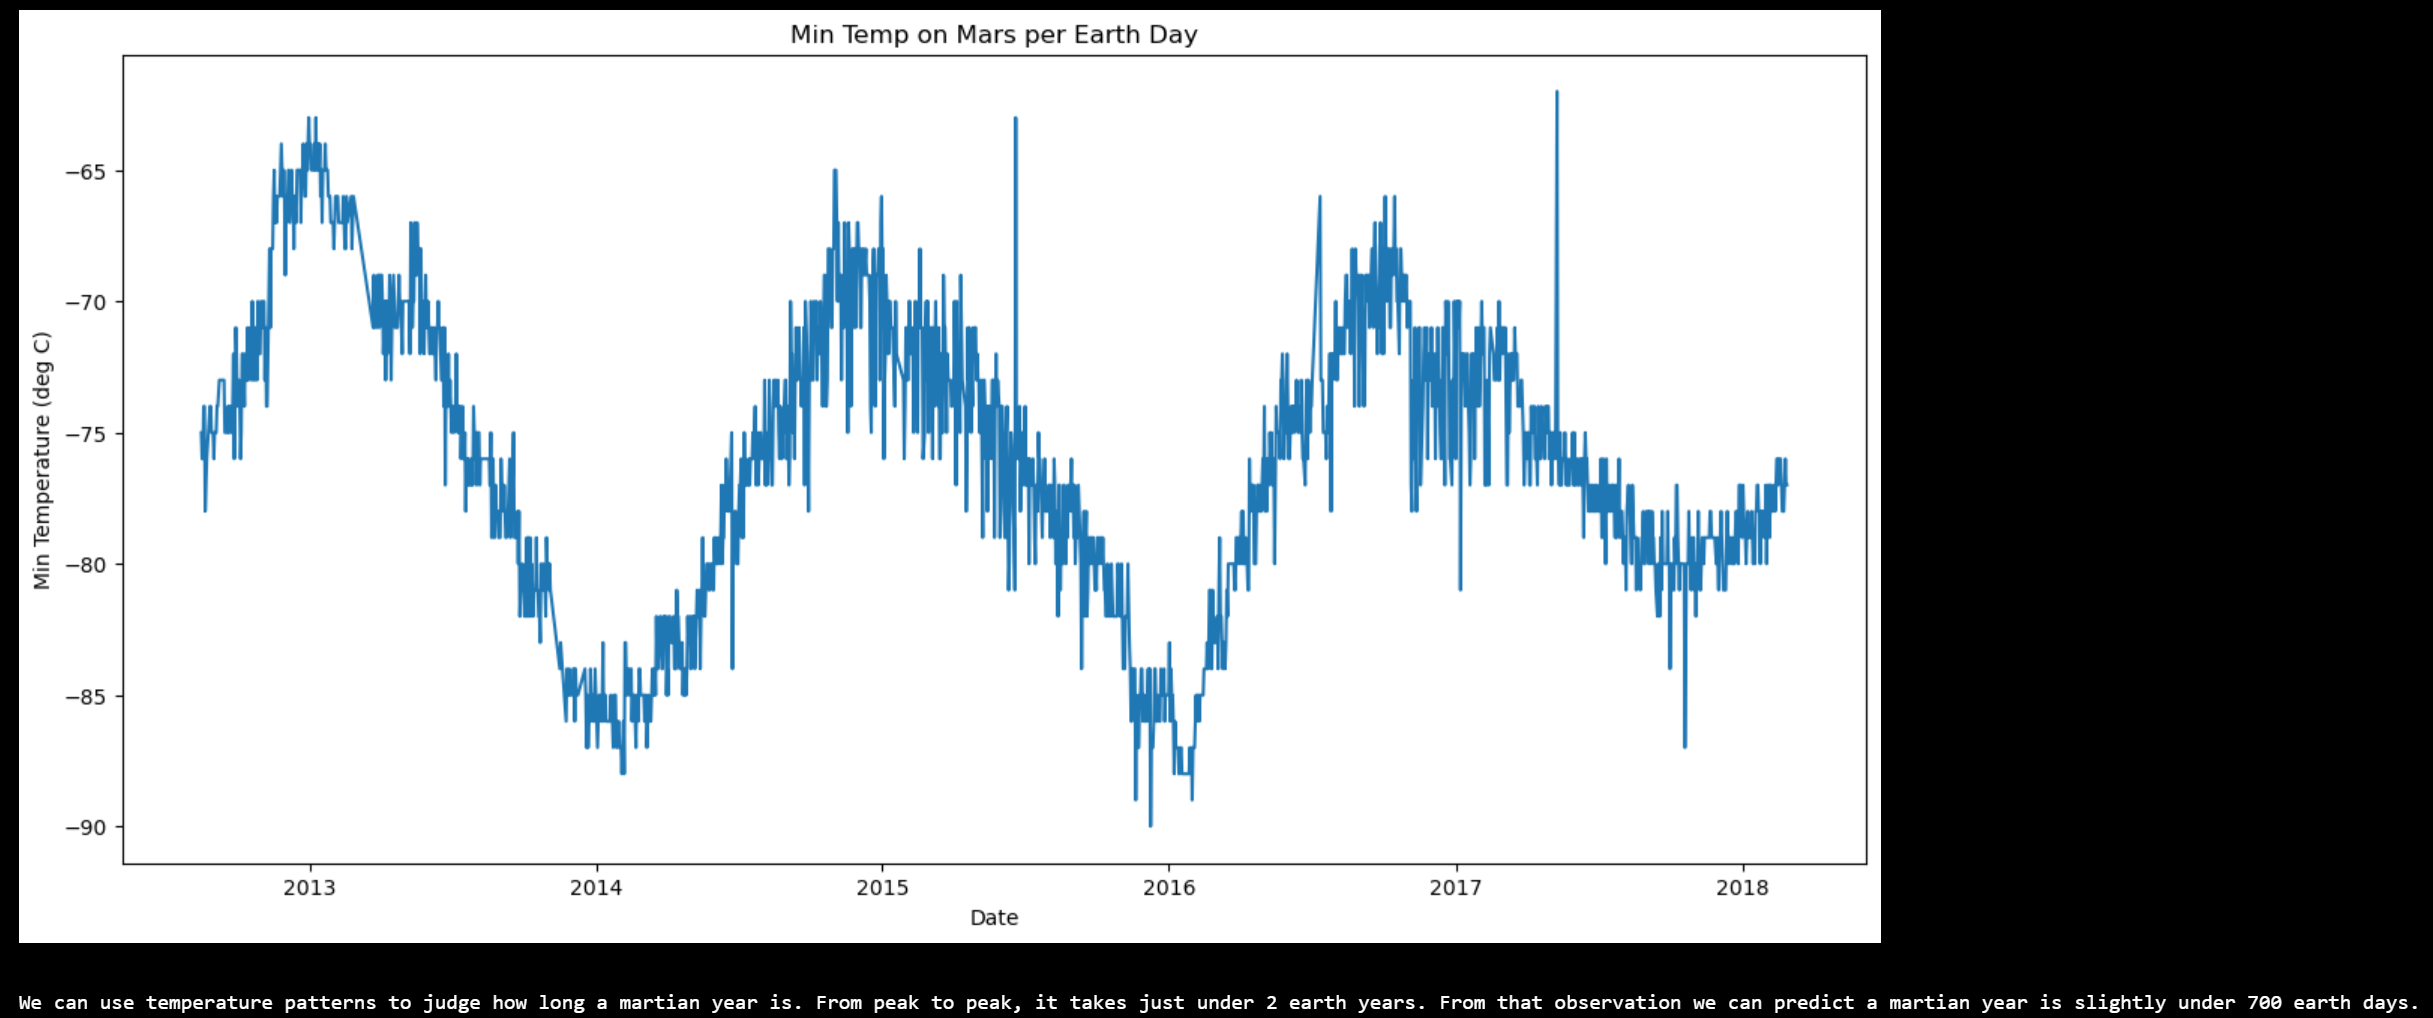 Min Temp on Mars per Earth Day
Min Temperature (deg C)
−65
−70
−75
−80
−85
−90
2013 2014 2015 2016 2017 2018
Date
We can use temperature patterns to judge how long a martian year is. From peak to peak, it takes just under 2 earth years. From that observation we can predict a martian year is slightly under 700 earth days.